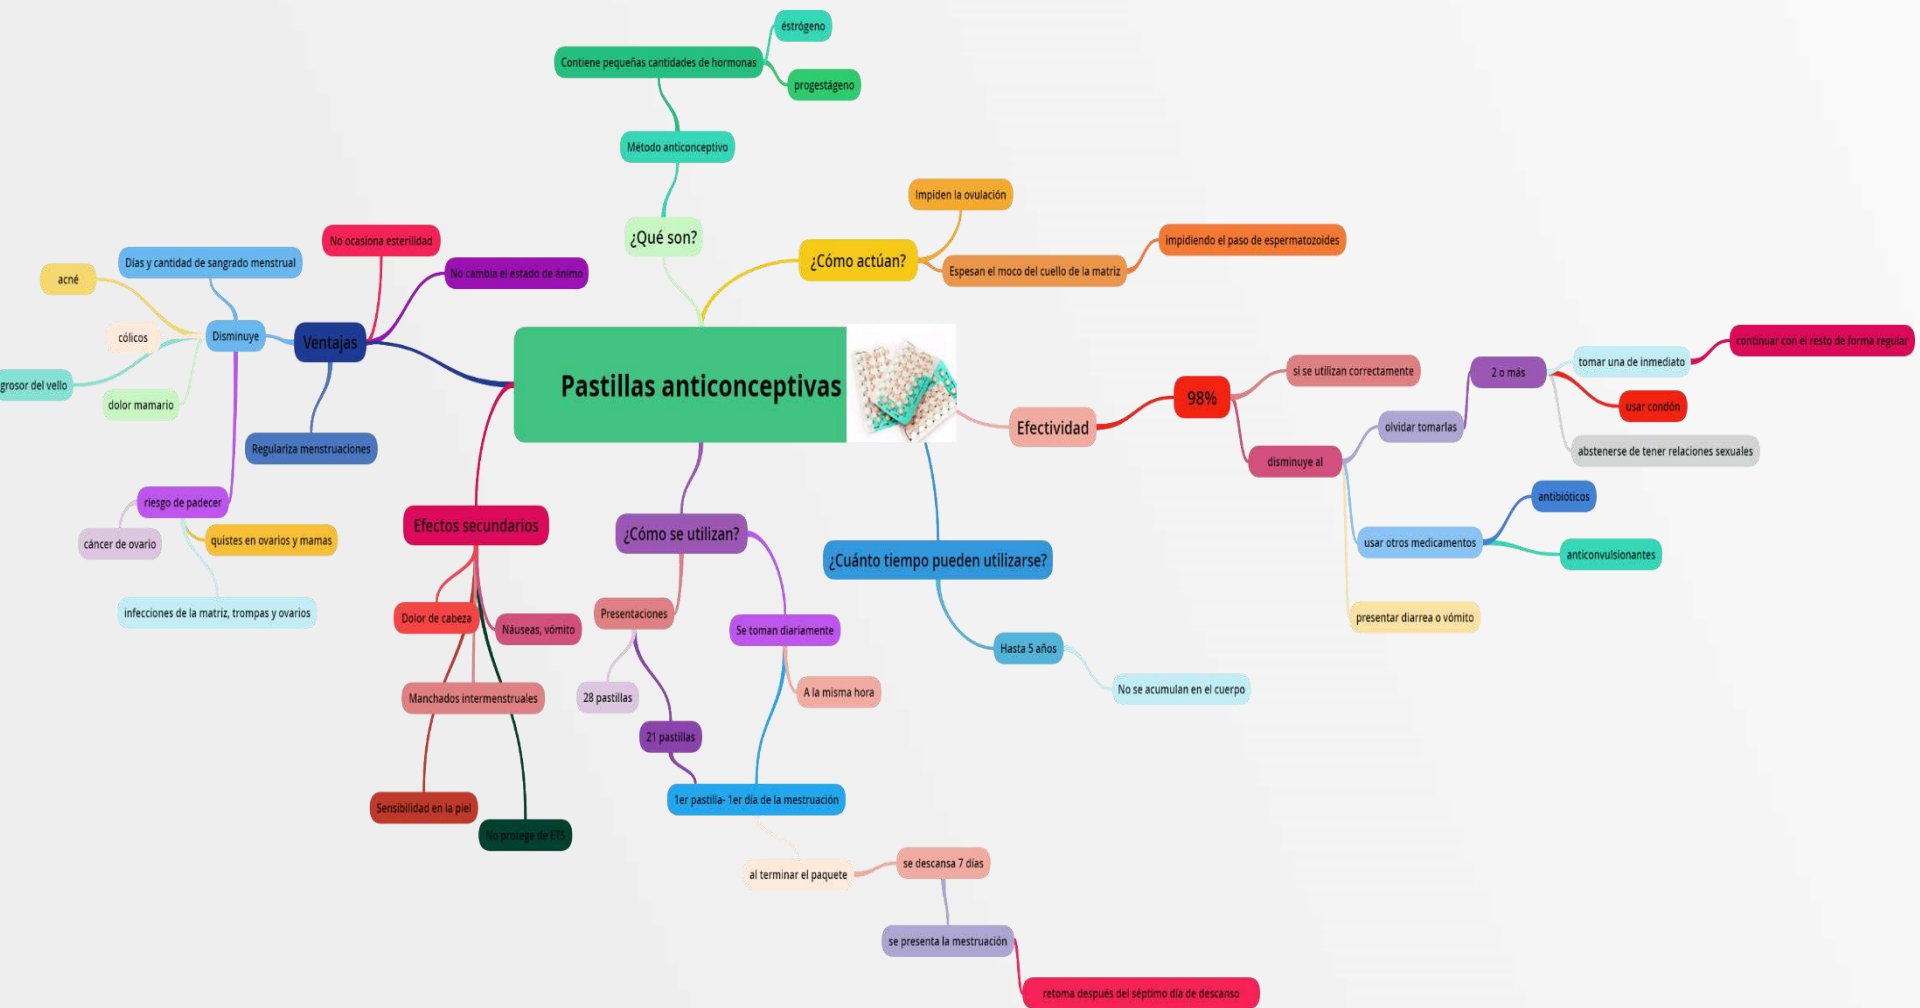 éstrógeno
Contiene pequeñas cantidades de hormonas
progestágeno
Método anticonceptivo
¿Qué son?
Impiden la ovulación
¿Cómo actúan?
Espesan el moco del cuello de la matriz
impidiendo el paso de espermatozoides
No ocasiona esterilidad
No cambia el estado de ánimo
Días y cantidad de sangrado menstrual
acné
cólicos
Disminuye
Ventajas
grosor del vello
dolor mamario
Regulariza menstruaciones
riesgo de padecer
cáncer de ovario
quistes en ovarios y mamas
infecciones de la matriz, trompas y ovarios
Pastillas anticonceptivas
Efectividad
98%
si se utilizan correctamente
disminuye al
olvidar tomarlas
2 o más
tomar una de inmediato
continuar con el resto de forma regular
usar condón
abstenerse de tener relaciones sexuales
usar otros medicamentos
antibióticos
anticonvulsionantes
presentar diarrea o vómito
Efectos secundarios
Dolor de cabeza
Náuseas, vómito
Manchados intermenstruales
Sensibilidad en la piel
No protege de ETS
¿Cómo se utilizan?
Presentaciones
28 pastillas
21 pastillas
Se toman diariamente
A la misma hora
1er pastilla- 1er día de la mestruación
al terminar el paquete
se descansa 7 días
se presenta la mestruación
retoma después del séptimo día de descanso
¿Cuánto tiempo pueden utilizarse?
Hasta 5 años
No se acumulan en el cuerpo